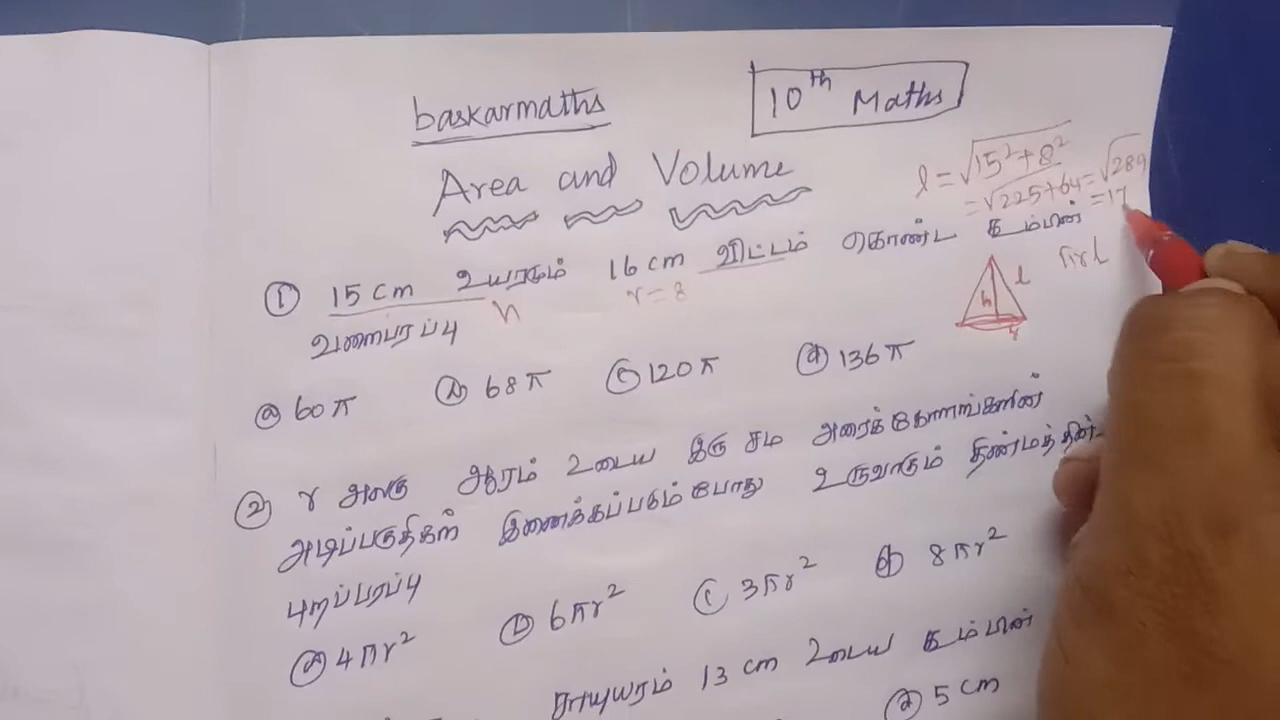 baskarmaths
10th Maths
Area and Volume
l = √15²+8²
= √225+64 = √289
= 17
① 15 cm உயரமும் 16 cm விட்டம் கொண்ட கூம்பின்
h r = 8 πrl
வளைபரப்பு
h l r
60π 68π 120π 136π
② r அலகு ஆரம் உடைய இரு சம அரைக்கோளங்களின்
அடிப்பகுதிகள் இணைக்கப்படும்போது உருவாகும் திண்மத்தின்
புறப்பரப்பு
4πr² 6πr² 3πr² 8πr²
சாயுயரம் 13 cm உடைய கூம்பின்
5 cm